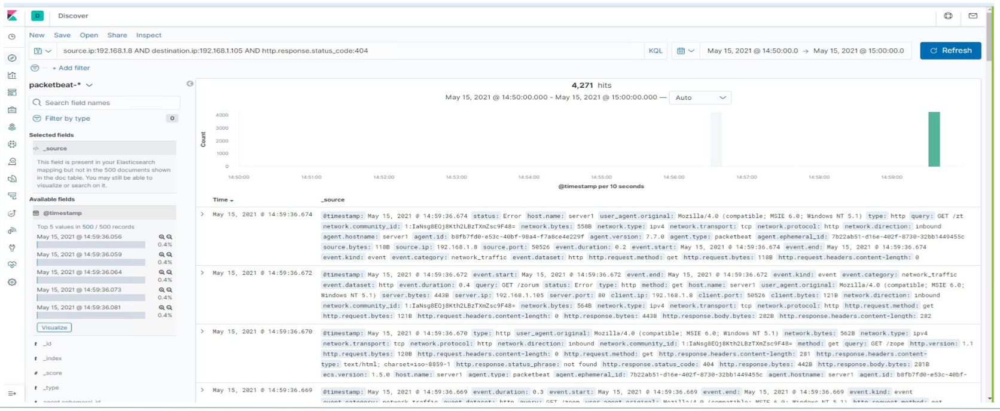 D Discover
New Save Open Share Inspect
source.ip:192.168.1.8 AND destination.ip:192.168.1.105 AND http.response.status_code:404 KQL May 15, 2021 @ 14:50:00.0 → May 15, 2021 @ 15:00:00.0 Refresh
+ Add filter
packetbeat-*
Search field names
Filter by type 0
Selected fields
</> _source
This field is present in your Elasticsearch
mapping but not in the 500 documents shown
in the doc table. You may still be able to
visualize or search on it.
Available fields
@timestamp
Top 5 values in 500 / 500 records
May 15, 2021 @ 14:59:36.056
0.4%
May 15, 2021 @ 14:59:36.059
0.4%
May 15, 2021 @ 14:59:36.064
0.4%
May 15, 2021 @ 14:59:36.073
0.4%
May 15, 2021 @ 14:59:36.081
0.4%
Visualize
t _id
t _index
# _score
t _type
t agent.ephemeral_id
4,271 hits
May 15, 2021 @ 14:50:00.000 - May 15, 2021 @ 15:00:00.000 — Auto
Count
4000
3000
2000
1000
0
14:50:00 14:51:00 14:52:00 14:53:00 14:54:00 14:55:00 14:56:00 14:57:00 14:58:00 14:59:00
@timestamp per 10 seconds
Time _source
> May 15, 2021 @ 14:59:36.674 @timestamp: May 15, 2021 @ 14:59:36.674 status: Error host.name: server1 user_agent.original: Mozilla/4.0 (compatible; MSIE 6.0; Windows NT 5.1) type: http query: GET /zt
network.community_id: 1:IaNsg8EQj8Kth2LBzTXmZsc9F48= network.bytes: 558B network.type: ipv4 network.transport: tcp network.protocol: http network.direction: inbound
agent.hostname: server1 agent.id: b8fb7fd0-e53c-40bf-98a4-f7a8ce4e229f agent.version: 7.7.0 agent.type: packetbeat agent.ephemeral_id: 7b22ab51-d16e-402f-8730-32bb1449455c
source.bytes: 118B source.ip: 192.168.1.8 source.port: 50526 event.duration: 0.2 event.start: May 15, 2021 @ 14:59:36.674 event.end: May 15, 2021 @ 14:59:36.674
event.kind: event event.category: network_traffic event.dataset: http http.request.method: get http.request.bytes: 118B http.request.headers.content-length: 0
> May 15, 2021 @ 14:59:36.672 @timestamp: May 15, 2021 @ 14:59:36.672 event.start: May 15, 2021 @ 14:59:36.672 event.end: May 15, 2021 @ 14:59:36.672 event.kind: event event.category: network_traffic
event.dataset: http event.duration: 0.4 query: GET /zorum status: Error type: http method: get host.name: server1 user_agent.original: Mozilla/4.0 (compatible; MSIE 6.0;
Windows NT 5.1) server.bytes: 443B server.ip: 192.168.1.105 server.port: 80 client.ip: 192.168.1.8 client.port: 50526 client.bytes: 121B network.direction: inbound
network.community_id: 1:IaNsg8EQj8Kth2LBzTXmZsc9F48= network.bytes: 564B network.type: ipv4 network.transport: tcp network.protocol: http http.request.method: get
http.request.bytes: 121B http.request.headers.content-length: 0 http.response.bytes: 443B http.response.body.bytes: 282B http.response.headers.content-length: 282
> May 15, 2021 @ 14:59:36.670 @timestamp: May 15, 2021 @ 14:59:36.670 type: http user_agent.original: Mozilla/4.0 (compatible; MSIE 6.0; Windows NT 5.1) network.bytes: 562B network.type: ipv4
network.transport: tcp network.protocol: http network.direction: inbound network.community_id: 1:IaNsg8EQj8Kth2LBzTXmZsc9F48= method: get query: GET /zope http.version: 1.1
http.request.bytes: 120B http.request.headers.content-length: 0 http.request.method: get http.response.headers.content-length: 281 http.response.headers.content-
type: text/html; charset=iso-8859-1 http.response.status_phrase: not found http.response.status_code: 404 http.response.bytes: 442B http.response.body.bytes: 281B
ecs.version: 1.5.0 host.name: server1 agent.type: packetbeat agent.ephemeral_id: 7b22ab51-d16e-402f-8730-32bb1449455c agent.hostname: server1 agent.id: b8fb7fd0-e53c-40bf-
> May 15, 2021 @ 14:59:36.669 @timestamp: May 15, 2021 @ 14:59:36.669 event.duration: 0.3 event.start: May 15, 2021 @ 14:59:36.669 event.end: May 15, 2021 @ 14:59:36.669 event.kind: event
event.category: network_traffic event.dataset: http query: GET /zoom user_agent.original: Mozilla/4.0 (compatible; MSIE 6.0; Windows NT 5.1) http.request.method: get